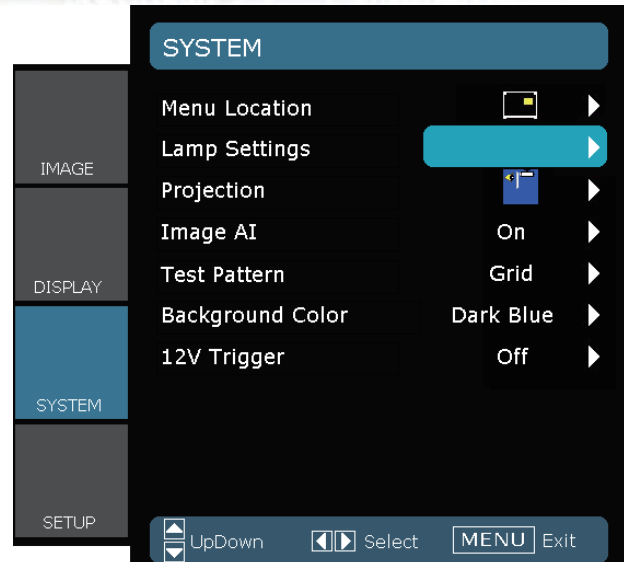 SYSTEM
IMAGE
DISPLAY
SYSTEM
SETUP
Menu Location
Lamp Settings
Projection
Image AI On
Test Pattern Grid
Background Color Dark Blue
12V Trigger Off
UpDown Select MENU Exit